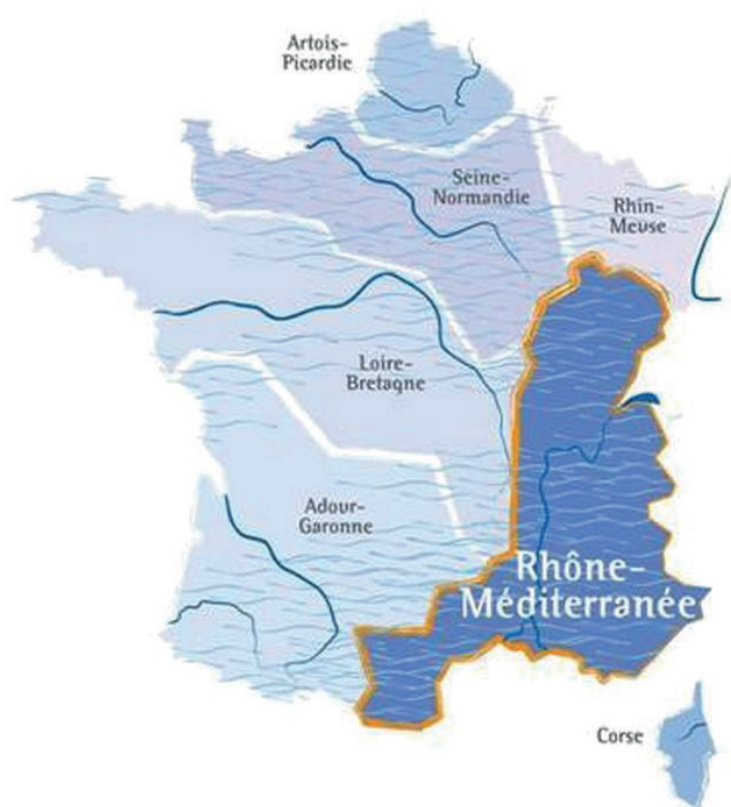 Artois-
Picardie
Seine-
Normandie
Rhin-
Meuse
Loire-
Bretagne
Adour-
Garonne
Rhône-
Méditerranée
Corse